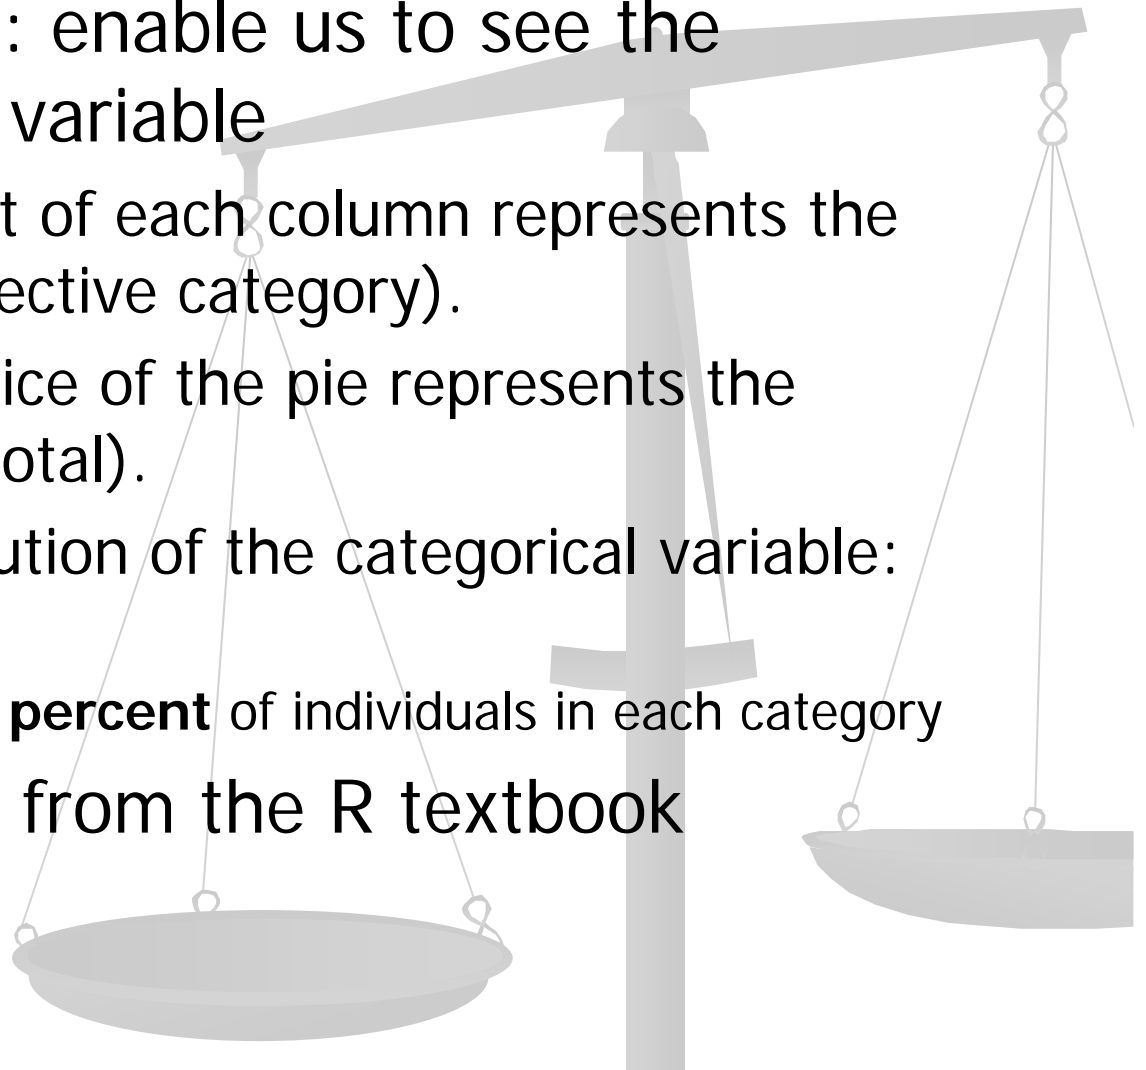 : enable us to see the
variable
t of each column represents the
ective category).
ice of the pie represents the
otal).
ution of the categorical variable:
percent of individuals in each category
from the R textbook